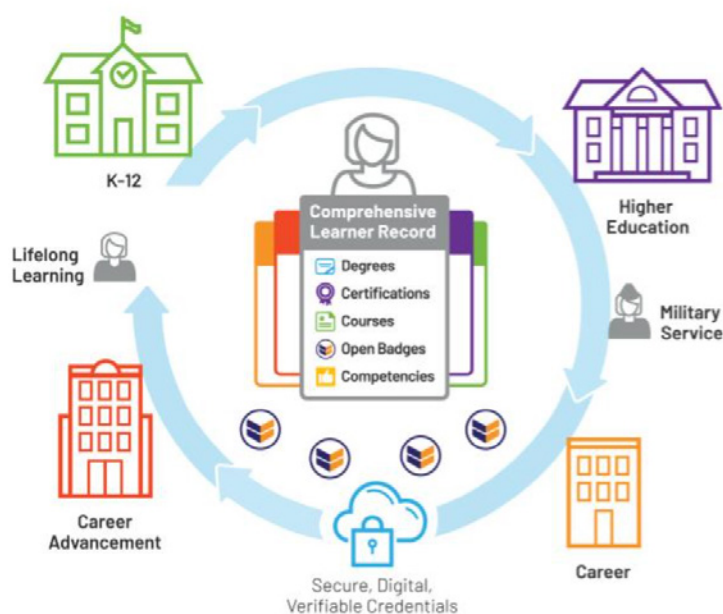 K-12
Comprehensive
Learner Record
Degrees
Certifications
Courses
Open Badges
Competencies
Higher
Education
Lifelong
Learning
Military
Service
Career
Advancement
Career
Secure, Digital,
Verifiable Credentials